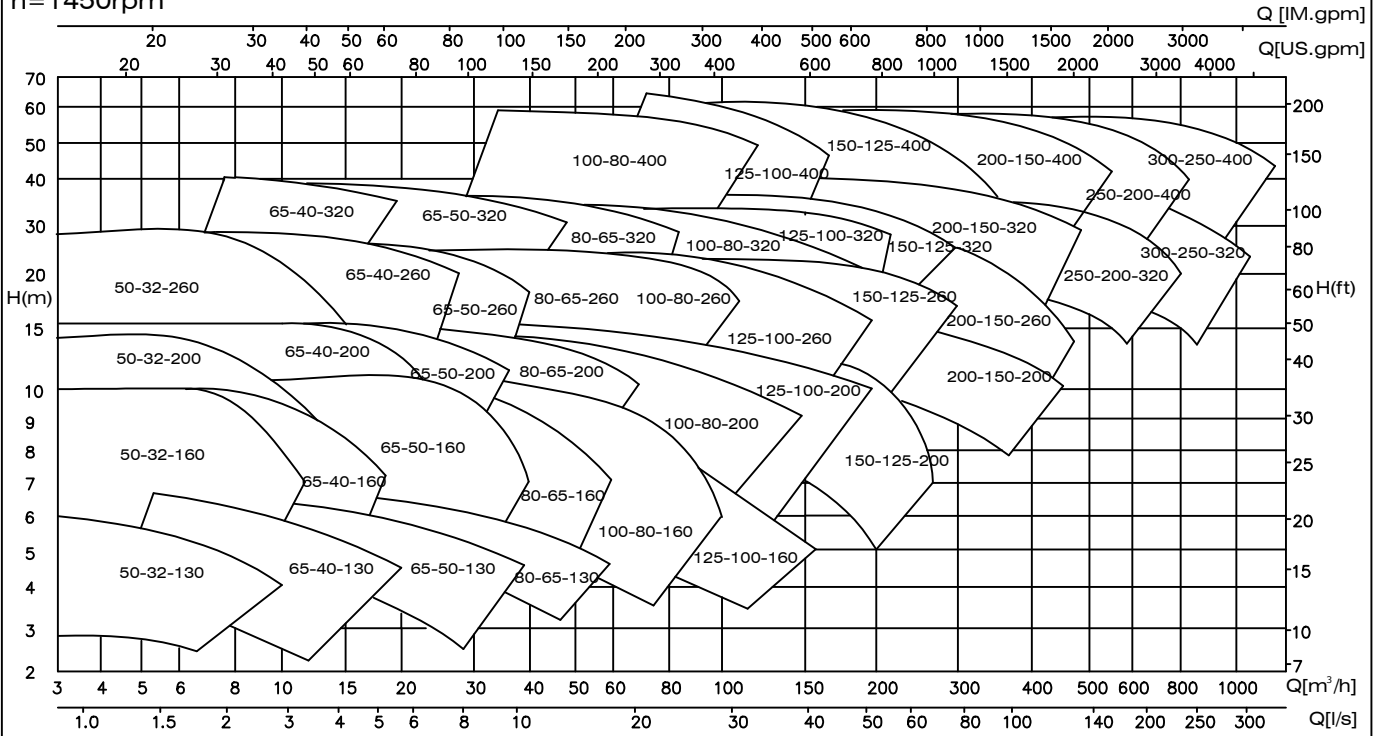 n=1450rpm
Q [IM.gpm]
20 30 40 50 60 80 100 150 200 300 400 500 600 800 1000 1500 2000 3000
Q[US.gpm]
20 30 40 50 60 80 100 150 200 300 400 600 800 1000 1500 2000 3000 4000
70
60 200
50 150
40 100
30 80
20 60
H(m) H(ft)
15 50
10 40
9 30
8 25
7
6 20
5 15
4
3 10
2 7
100-80-400 125-100-400 150-125-400 200-150-400 300-250-400
250-200-400
65-40-320 65-50-320 80-65-320 100-80-320 125-100-320 150-125-320 200-150-320
250-200-320 300-250-320
50-32-260 65-40-260 65-50-260 80-65-260 100-80-260 125-100-260 150-125-260 200-150-260
50-32-200 65-40-200 65-50-200 80-65-200 100-80-200 125-100-200 150-125-200 200-150-200
50-32-160 65-40-160 65-50-160 80-65-160 100-80-160 125-100-160
50-32-130 65-40-130 65-50-130 80-65-130
3 4 5 6 8 10 15 20 30 40 50 60 80 100 150 200 300 400 500 600 800 1000 Q[m³/h]
1.0 1.5 2 3 4 5 6 8 10 20 30 40 50 60 80 100 140 200 250 300 Q[l/s]